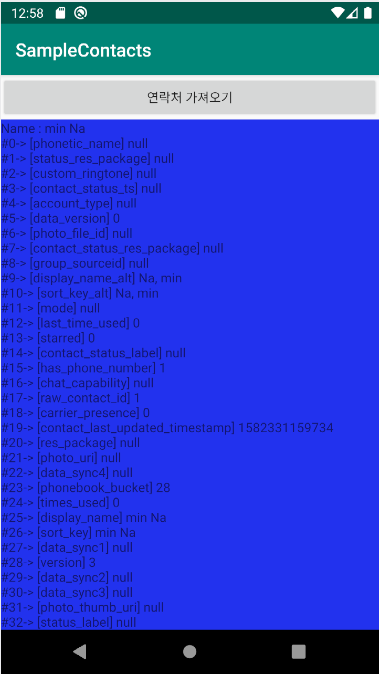 12:58
SampleContacts
연락처 가져오기
Name : min Na
#0-> [phonetic_name] null
#1-> [status_res_package] null
#2-> [custom_ringtone] null
#3-> [contact_status_ts] null
#4-> [account_type] null
#5-> [data_version] 0
#6-> [photo_file_id] null
#7-> [contact_status_res_package] null
#8-> [group_sourceid] null
#9-> [display_name_alt] Na, min
#10-> [sort_key_alt] Na, min
#11-> [mode] null
#12-> [last_time_used] 0
#13-> [starred] 0
#14-> [contact_status_label] null
#15-> [has_phone_number] 1
#16-> [chat_capability] null
#17-> [raw_contact_id] 1
#18-> [carrier_presence] 0
#19-> [contact_last_updated_timestamp] 1582331159734
#20-> [res_package] null
#21-> [photo_uri] null
#22-> [data_sync4] null
#23-> [phonebook_bucket] 28
#24-> [times_used] 0
#25-> [display_name] min Na
#26-> [sort_key] min Na
#27-> [data_sync1] null
#28-> [version] 3
#29-> [data_sync2] null
#30-> [data_sync3] null
#31-> [photo_thumb_uri] null
#32-> [status_label] null